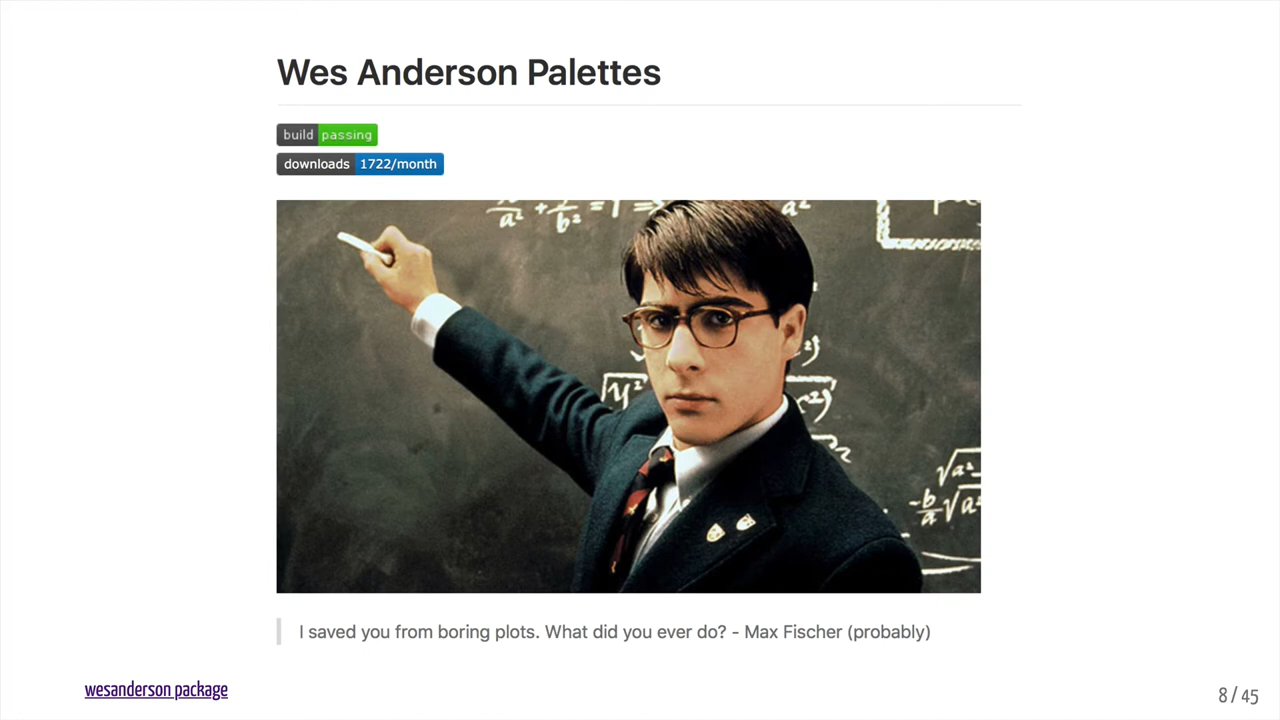 Wes Anderson Palettes
build passing
downloads 1722/month
I saved you from boring plots. What did you ever do? - Max Fischer (probably)
wesanderson package
8 / 45